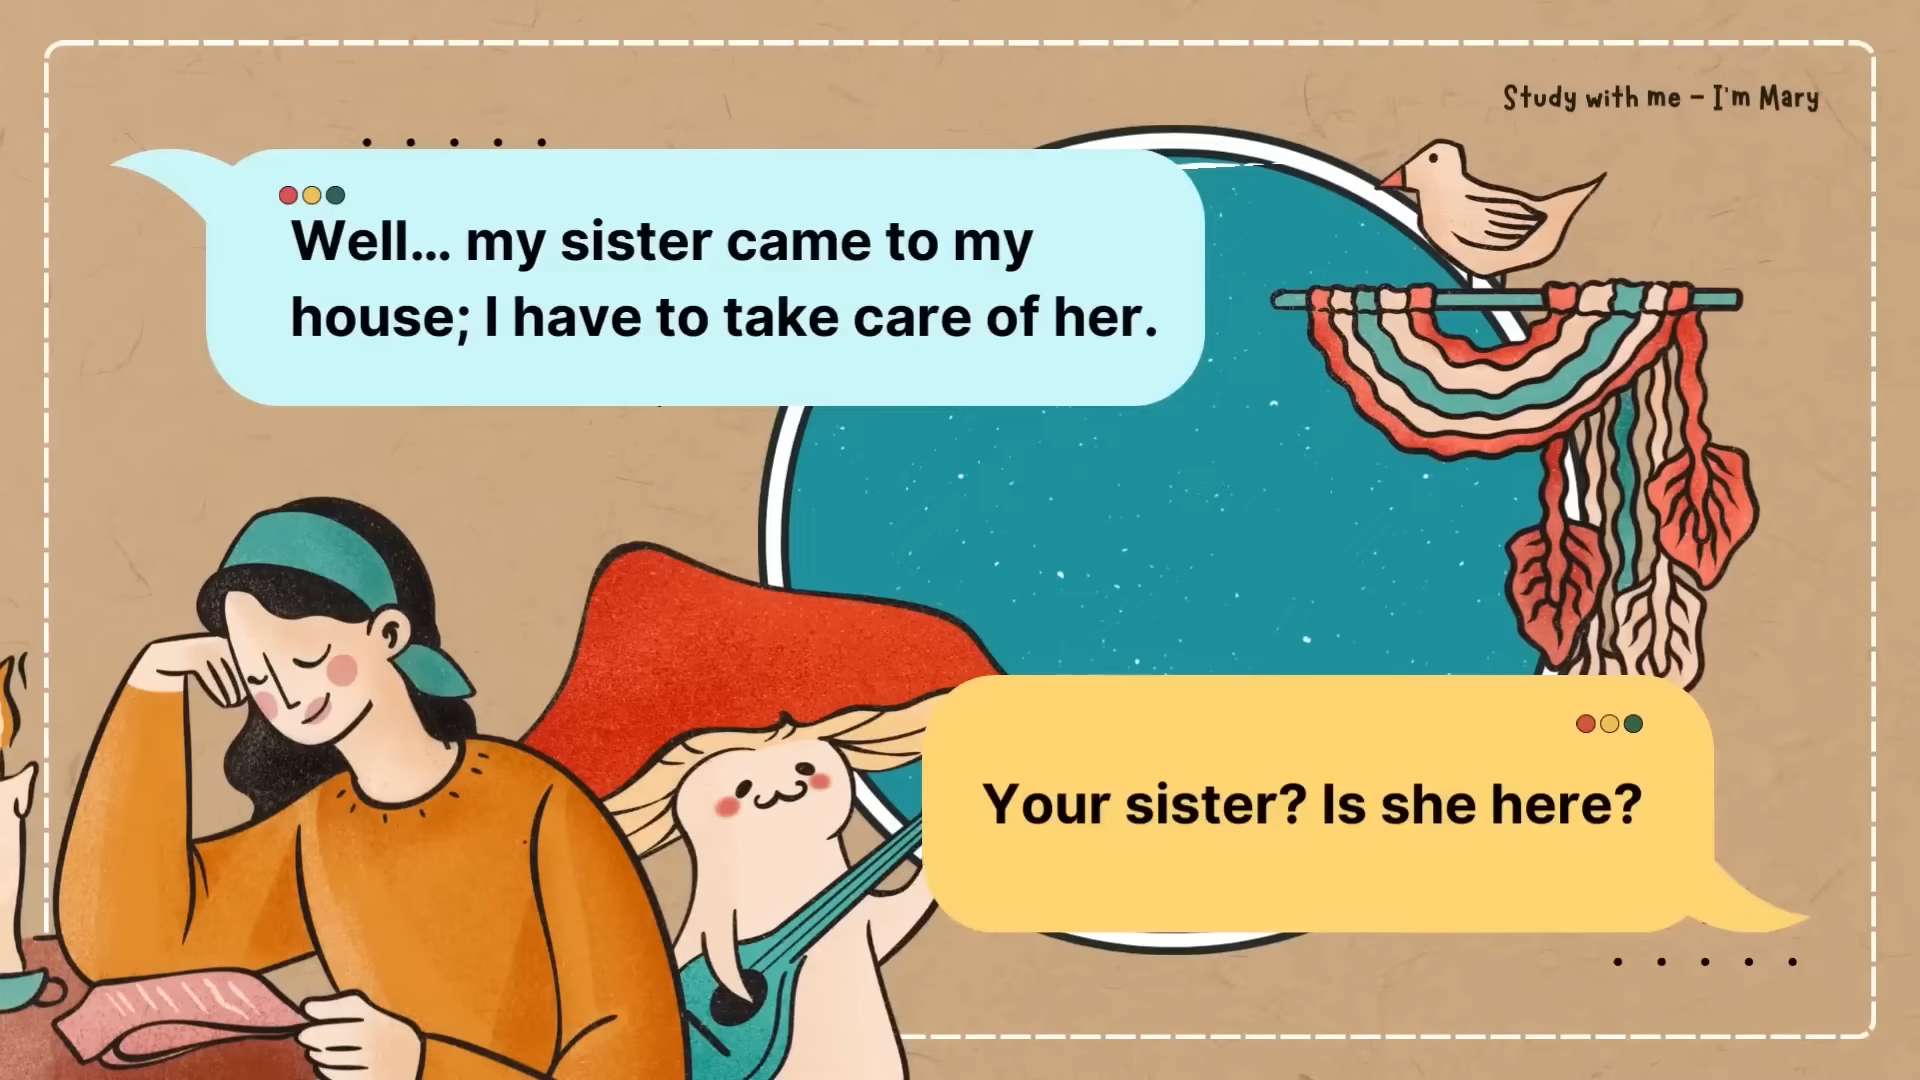 Study with me - I'm Mary
Well... my sister came to my
house; I have to take care of her.
Your sister? Is she here?